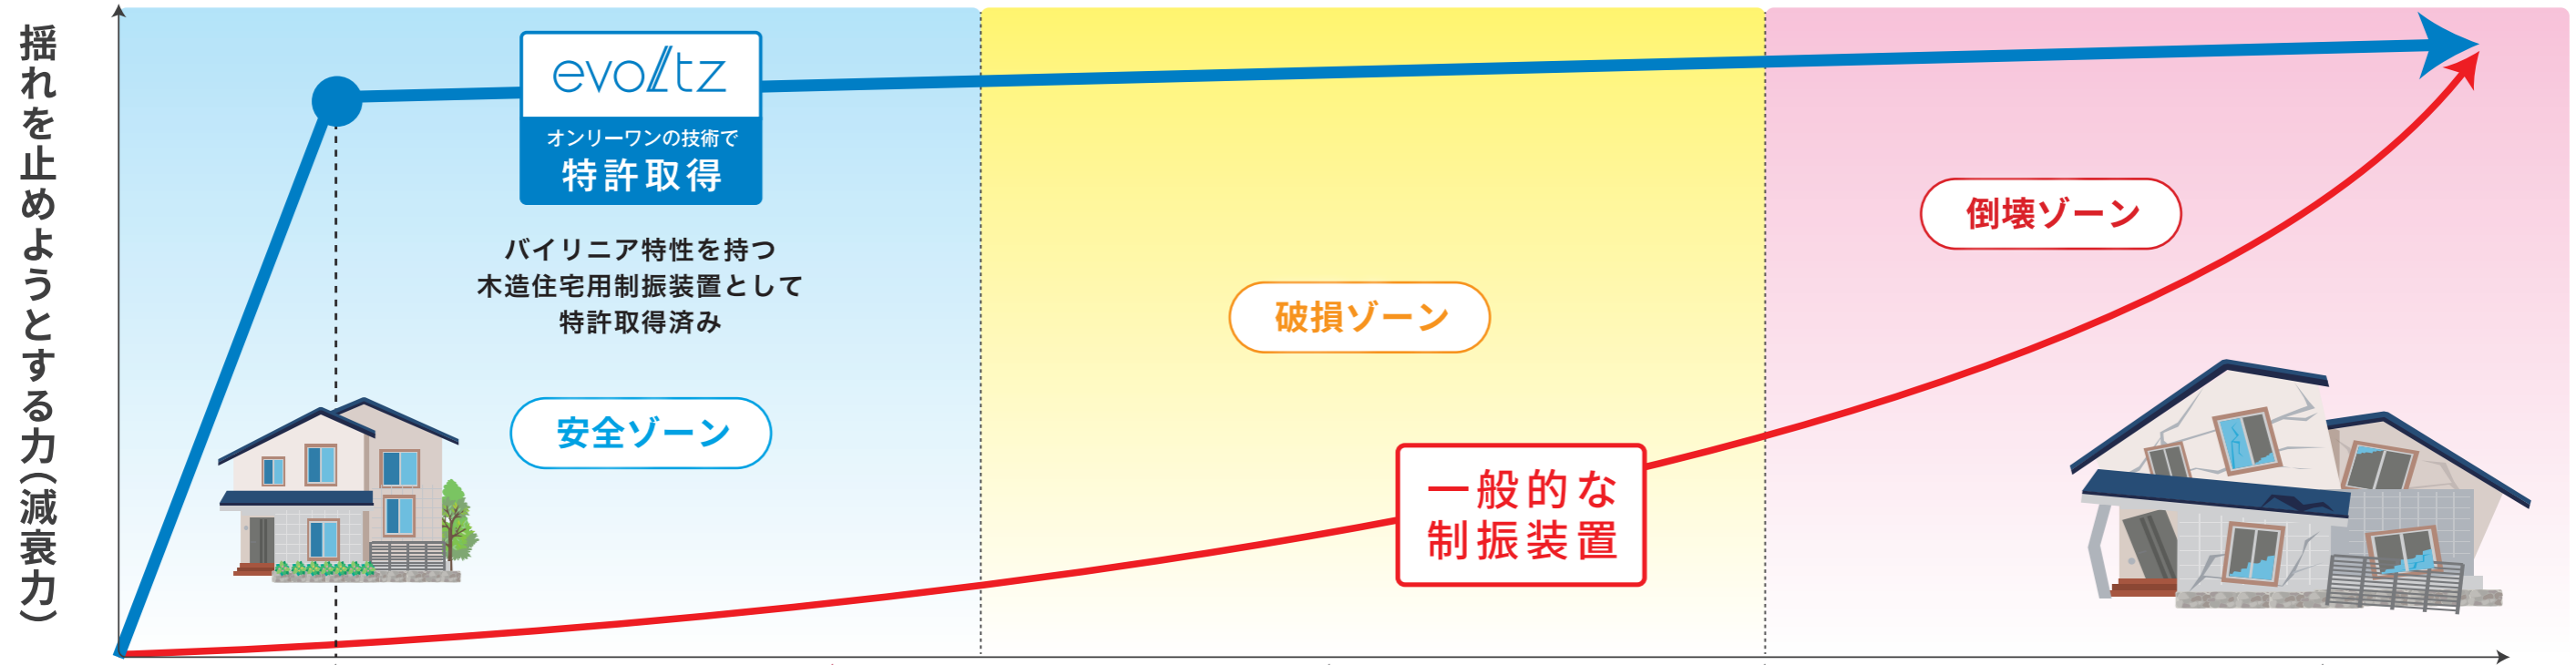 揺れを止めようとする力(減衰力)
evoltz
オンリーワンの技術で
特許取得
バイリニア特性を持つ
木造住宅用制振装置として
特許取得済み
安全ゾーン
破損ゾーン
倒壊ゾーン
一般的な
制振装置